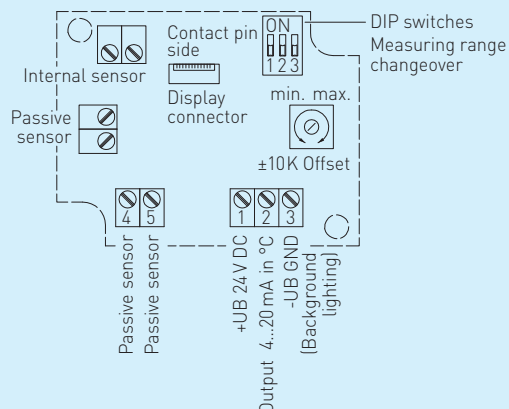 Contact pin
side
ON
1 2 3
DIP switches
Measuring range
changeover
Internal sensor
Display
connector
min. max.
Passive
sensor
±10K Offset
4 5
1 2 3
Passive sensor
Passive sensor
+UB 24 V DC
Output 4...20 mA in °C
-UB GND
(Background
lighting)